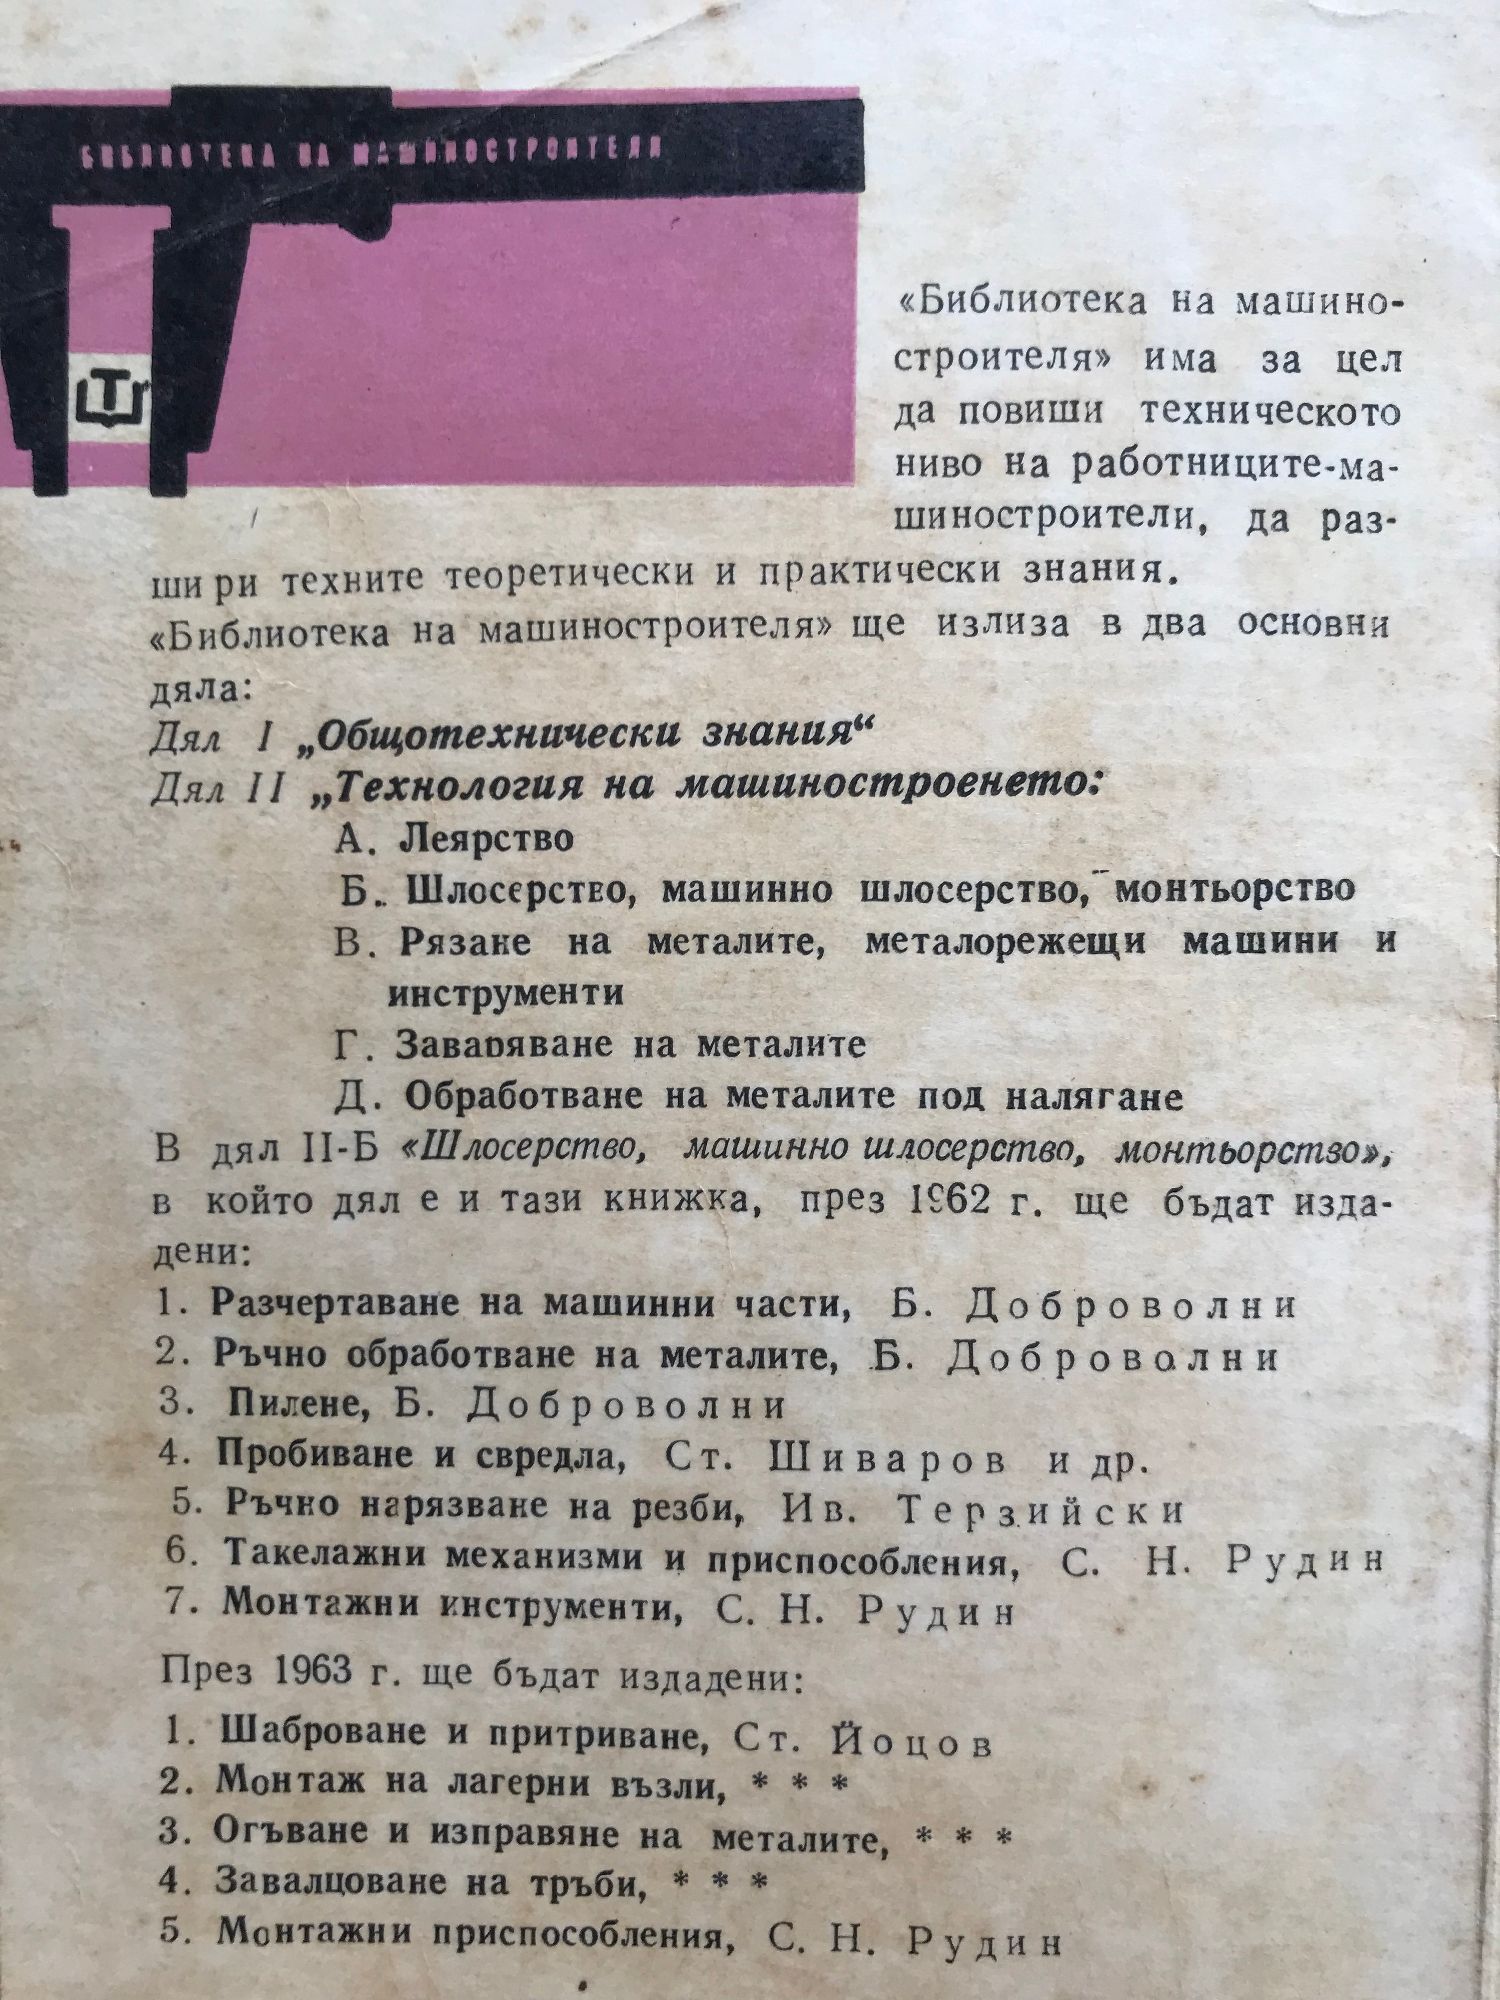 БИБЛИОТЕКА НА МАШИНОСТРОИТЕЛЯ
Т
«Библиотека на машино-
строителя» има за цел
да повиши техническото
ниво на работниците-ма-
шиностроители, да раз-
шири техните теоретически и практически знания.
«Библиотека на машиностроителя» ще излиза в два основни
дяла:
Дял I „Общотехнически знания“
Дял II „Технология на машиностроенето:
А. Леярство
Б. Шлосерство, машинно шлосерство, монтьорство
В. Рязане на металите, металорежещи машини и
инструменти
Г. Заваряване на металите
Д. Обработване на металите под налягане
В дял II-Б «Шлосерство, машинно шлосерство, монтьорство»,
в който дял е и тази книжка, през 1962 г. ще бъдат изда-
дени:
1. Разчертаване на машинни части, Б. Доброволни
2. Ръчно обработване на металите, Б. Доброволни
3. Пилене, Б. Доброволни
4. Пробиване и свредла, Ст. Шиваров и др.
5. Ръчно нарязване на резби, Ив. Терзийски
6. Такелажни механизми и приспособления, С. Н. Рудин
7. Монтажни инструменти, С. Н. Рудин
През 1963 г. ще бъдат издадени:
1. Шаброване и притриване, Ст. Йоцов
2. Монтаж на лагерни възли, * * *
3. Огъване и изправяне на металите, * * *
4. Завалцоване на тръби, * * *
5. Монтажни приспособления, С. Н. Рудин